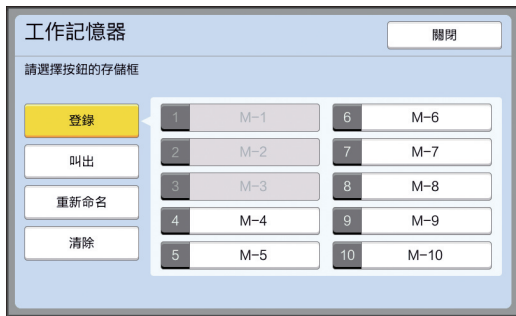 工作記憶器
關閉
請選擇按鈕的存儲框
登錄
叫出
重新命名
清除
1 M-1
2 M-2
3 M-3
4 M-4
5 M-5
6 M-6
7 M-7
8 M-8
9 M-9
10 M-10